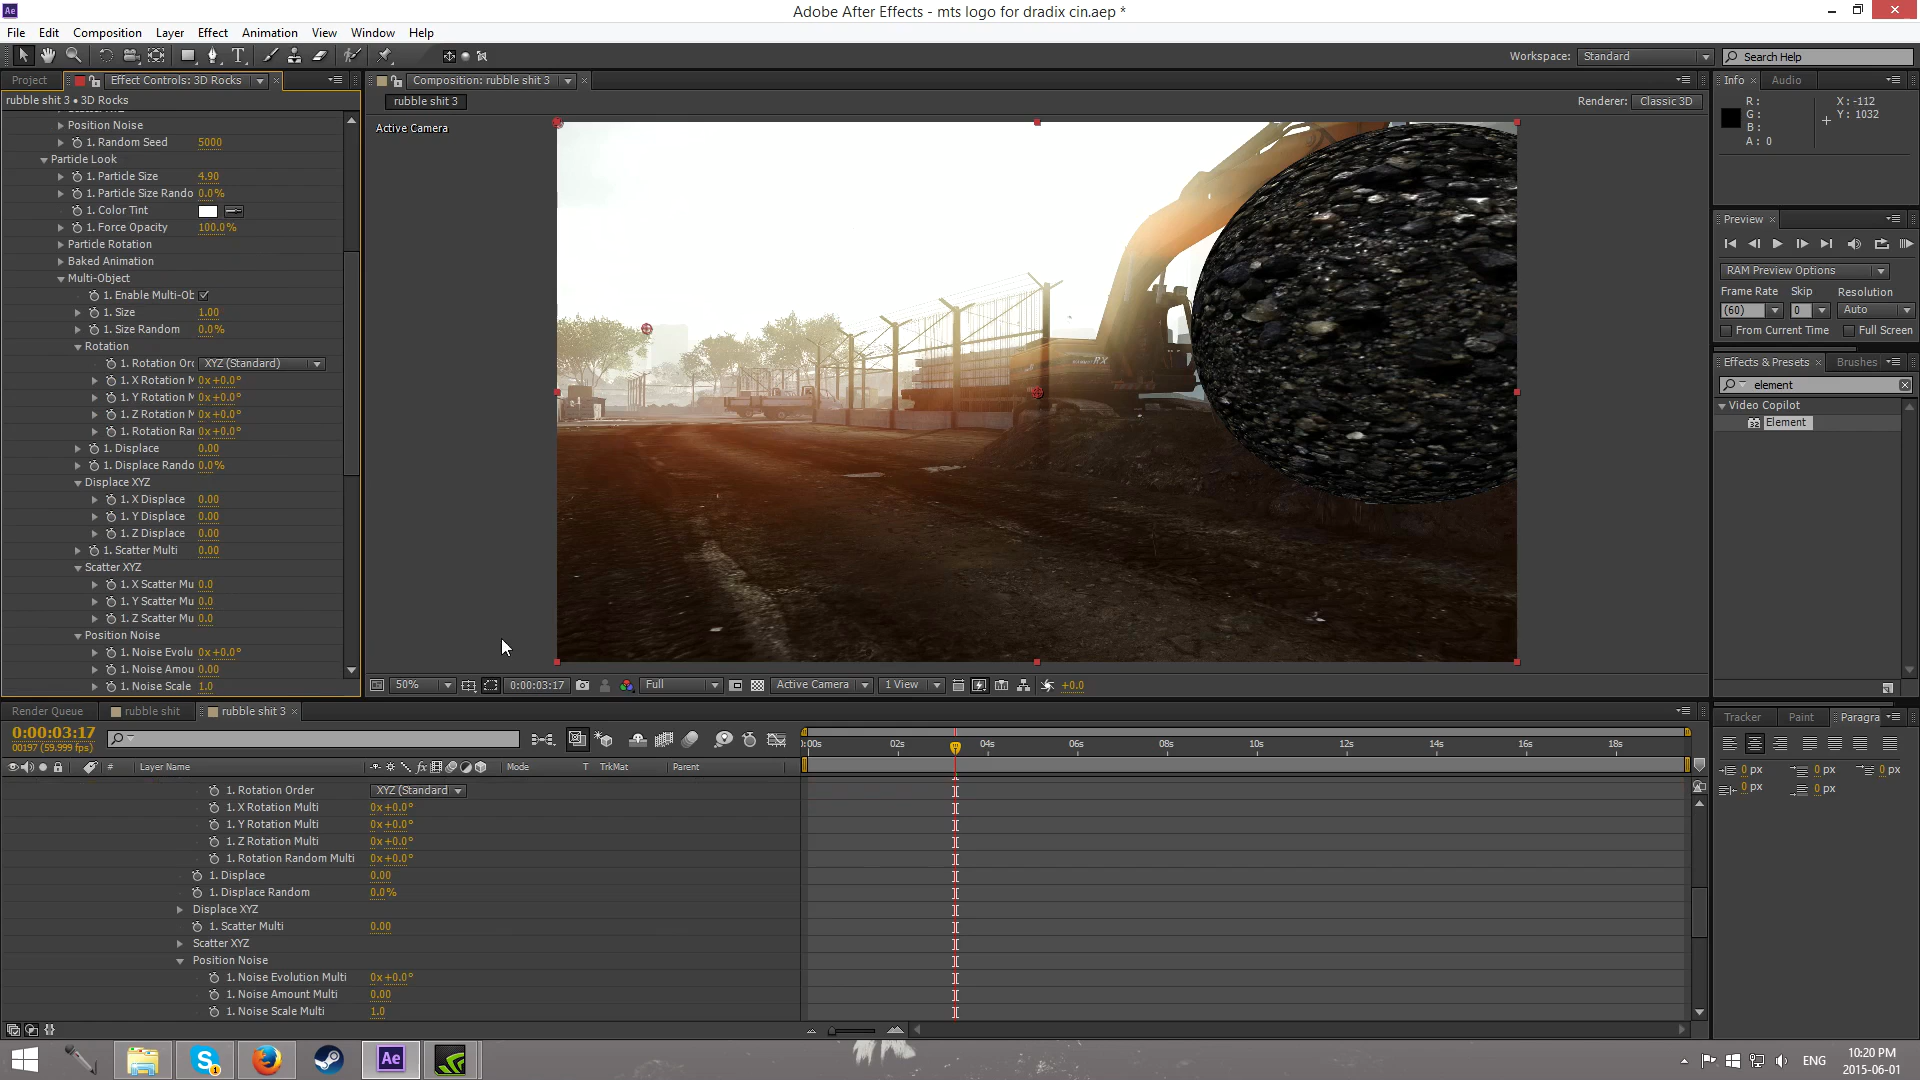 Ae
Adobe After Effects - mts logo for dradix cin.aep *
File Edit Composition Layer Effect Animation View Window Help
Workspace: Standard
Search Help
Project Effect Controls: 3D Rocks
Composition: rubble shit 3
Info Audio
rubble shit 3 • 3D Rocks
rubble shit 3
Renderer: Classic 3D
R:
G:
B:
A: 0
X: -112
Y: 1032
Active Camera
Position Noise
1. Random Seed 5000
Particle Look
1. Particle Size 4.90
1. Particle Size Rando 0.0%
1. Color Tint
1. Force Opacity 100.0%
Particle Rotation
Baked Animation
Multi-Object
1. Enable Multi-Ob
1. Size 1.00
1. Size Random 0.0%
Rotation
1. Rotation Orc XYZ (Standard)
1. X Rotation M 0x+0.0°
1. Y Rotation M 0x+0.0°
1. Z Rotation M 0x+0.0°
1. Rotation Rai 0x+0.0°
1. Displace 0.00
1. Displace Rando 0.0%
Displace XYZ
1. X Displace 0.00
1. Y Displace 0.00
1. Z Displace 0.00
1. Scatter Multi 0.00
Scatter XYZ
1. X Scatter Mu 0.0
1. Y Scatter Mu 0.0
1. Z Scatter Mu 0.0
Position Noise
1. Noise Evolu 0x+0.0°
1. Noise Amou 0.00
1. Noise Scale 1.0
RX
50% 0:00:03:17 Full Active Camera 1 View +0.0
Preview
RAM Preview Options
Frame Rate Skip Resolution
(60) 0 Auto
From Current Time Full Screen
Effects & Presets Brushes
element
Video Copilot
32 Element
Tracker Paint Paragra
0 px 0 px 0 px
0 px 0 px
Render Queue rubble shit rubble shit 3
0:00:03:17
00197 (59.999 fps)
:00s 02s 04s 06s 08s 10s 12s 14s 16s 18s
# Layer Name fx Mode T TrkMat Parent
1. Rotation Order XYZ (Standard
1. X Rotation Multi 0x+0.0°
1. Y Rotation Multi 0x+0.0°
1. Z Rotation Multi 0x+0.0°
1. Rotation Random Multi 0x+0.0°
1. Displace 0.00
1. Displace Random 0.0%
Displace XYZ
1. Scatter Multi 0.00
Scatter XYZ
Position Noise
1. Noise Evolution Multi 0x+0.0°
1. Noise Amount Multi 0.00
1. Noise Scale Multi 1.0
S 1
Ae
ENG
10:20 PM
2015-06-01